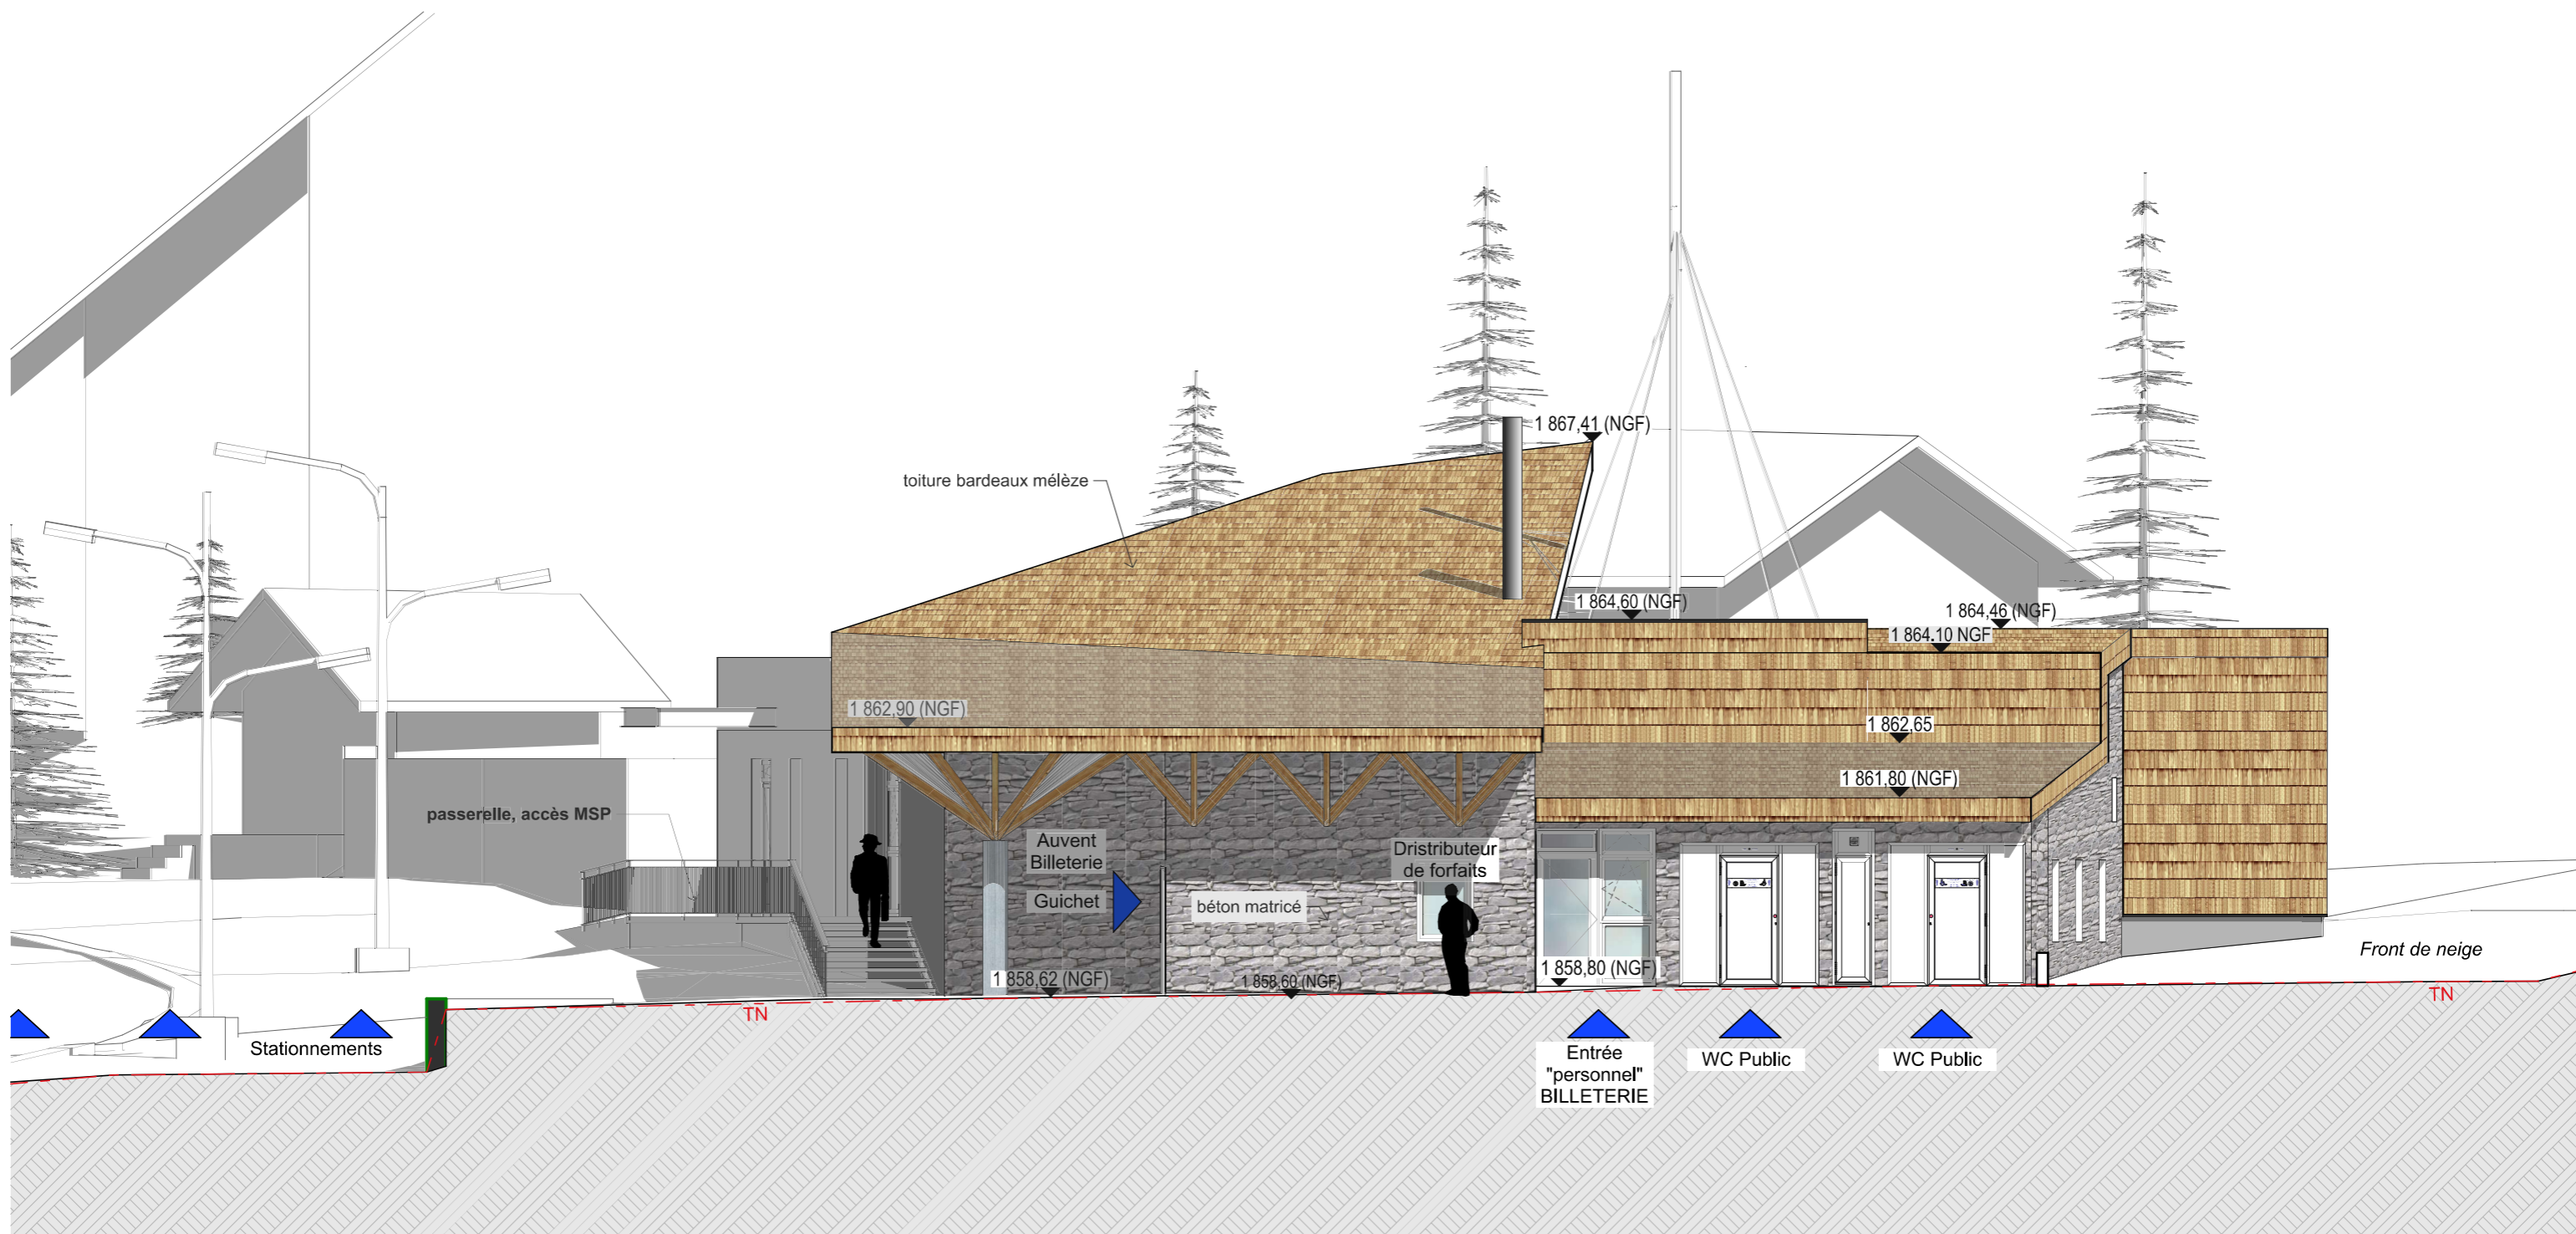 1 867,41 (NGF)
toiture bardeaux mélèze
1 864,60 (NGF)
1 864,46 (NGF)
1 864,10 NGF
1 862,90 (NGF)
1 862,65
1 861,80 (NGF)
passerelle, accès MSP
Auvent
Billeterie
Guichet
Dristributeur
de forfaits
béton matricé
1 858,62 (NGF)
1 858,60 (NGF)
1 858,80 (NGF)
Front de neige
TN
TN
Stationnements
Entrée
"personnel"
BILLETERIE
WC Public
WC Public